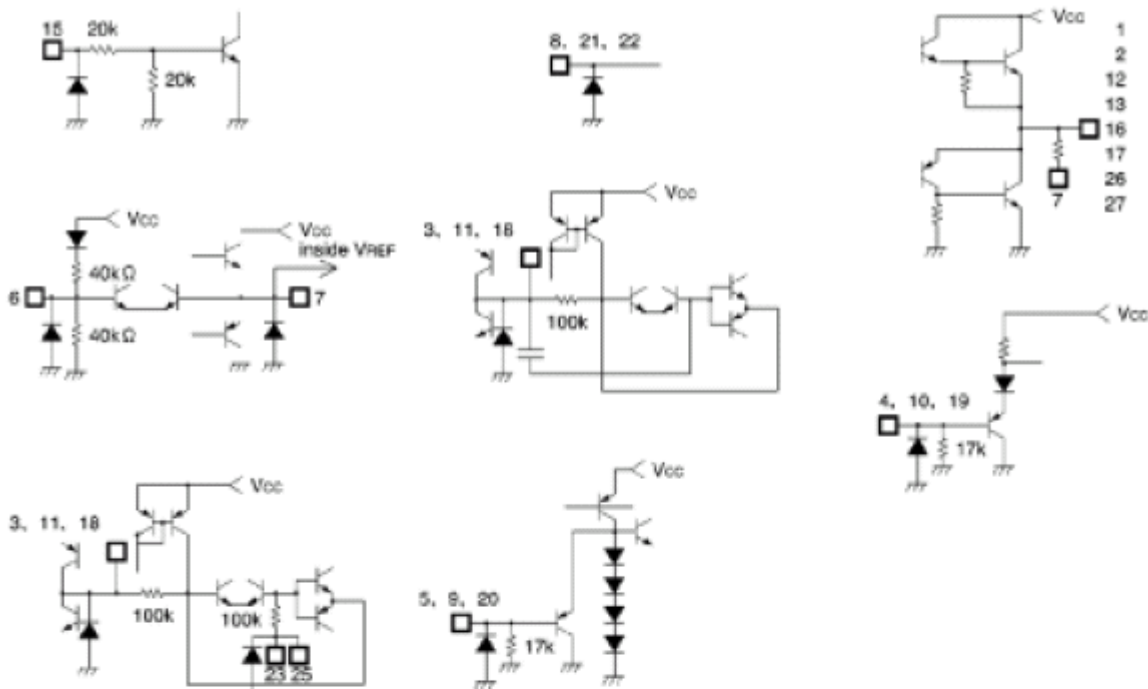 15
20k
20k
8, 21, 22
Vcc
1
2
12
13
16
17
26
27
7
Vcc
40kΩ
6
40kΩ
Vcc
inside VREF
7
3, 11, 18
Vcc
100k
Vcc
4, 10, 19
17k
3, 11, 18
Vcc
100k
100k
23 25
Vcc
5, 9, 20
17k